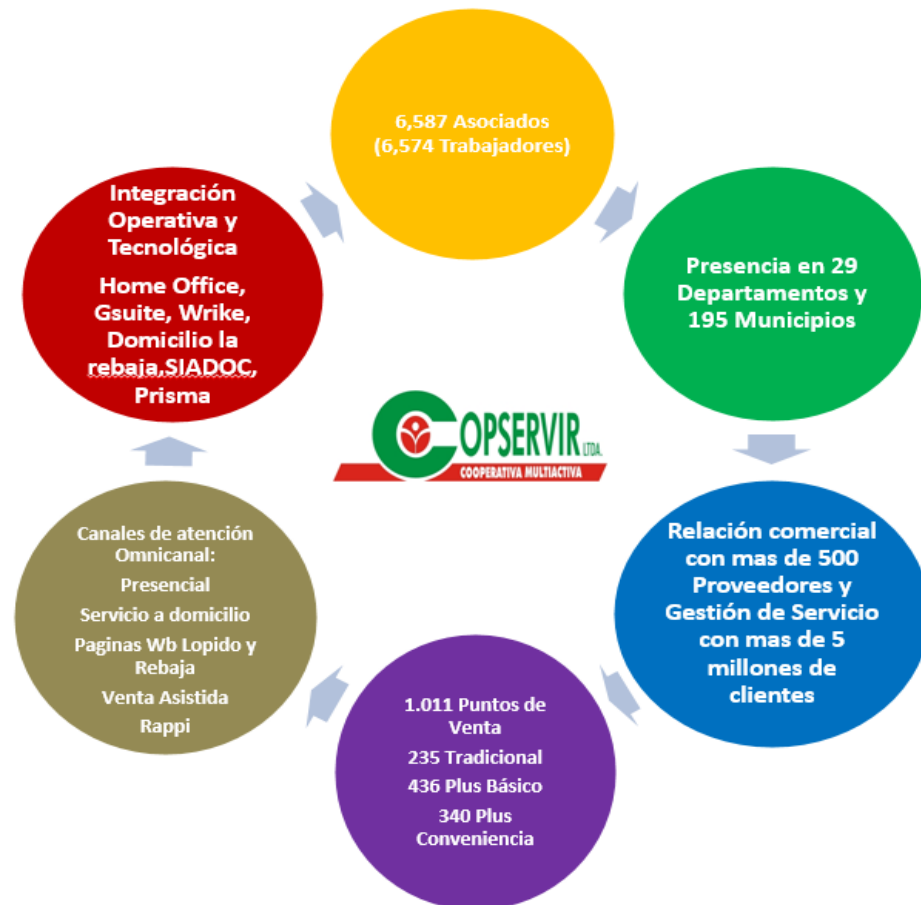 6,587 Asociados
(6,574 Trabajadores)
Presencia en 29
Departamentos y
195 Municipios
Relación comercial
con mas de 500
Proveedores y
Gestión de Servicio
con mas de 5
millones de
clientes
1.011 Puntos de
Venta
235 Tradicional
436 Plus Básico
340 Plus
Conveniencia
Canales de atención
Omnicanal:
Presencial
Servicio a domicilio
Paginas Wb Lopido y
Rebaja
Venta Asistida
Rappi
Integración
Operativa y
Tecnológica
Home Office,
Gsuite, Wrike,
Domicilio la
rebaja,SIADOC,
Prisma
COPSERVIR LTDA.
COOPERATIVA MULTIACTIVA